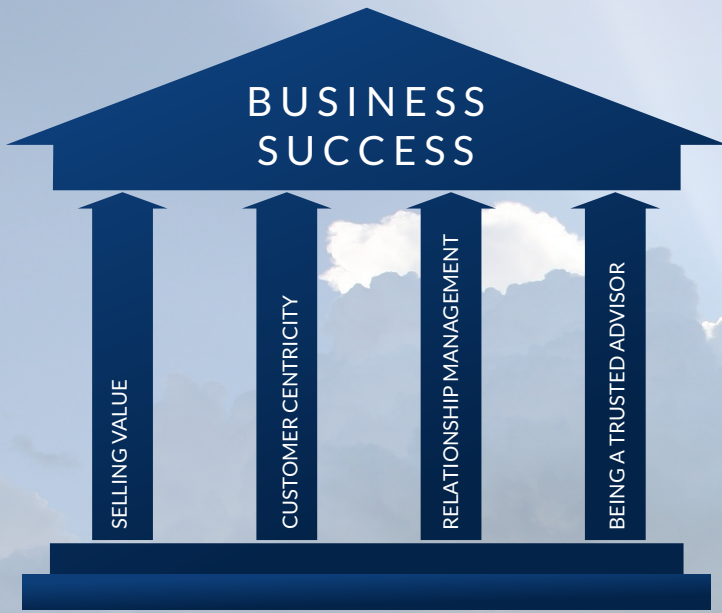 BUSINESS
SUCCESS
SELLING VALUE
CUSTOMER CENTRICITY
RELATIONSHIP MANAGEMENT
BEING A TRUSTED ADVISOR